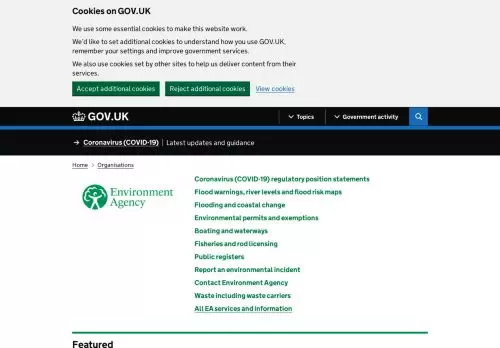 Cookies on GOV.UK
We use some essential cookies to make this website work.
We'd like to set additional cookies to understand how you use GOV.UK,
remember your settings and improve government services.
We also use cookies set by other sites to help us deliver content from their
services.
Accept additional cookies Reject additional cookies View cookies
GOV.UK Topics Government activity
→ Coronavirus (COVID-19) | Latest updates and guidance
Home > Organisations
Environment
Agency
Coronavirus (COVID-19) regulatory position statements
Flood warnings, river levels and flood risk maps
Flooding and coastal change
Environmental permits and exemptions
Boating and waterways
Fisheries and rod licensing
Public registers
Report an environmental incident
Contact Environment Agency
Waste including waste carriers
All EA services and information
Featured